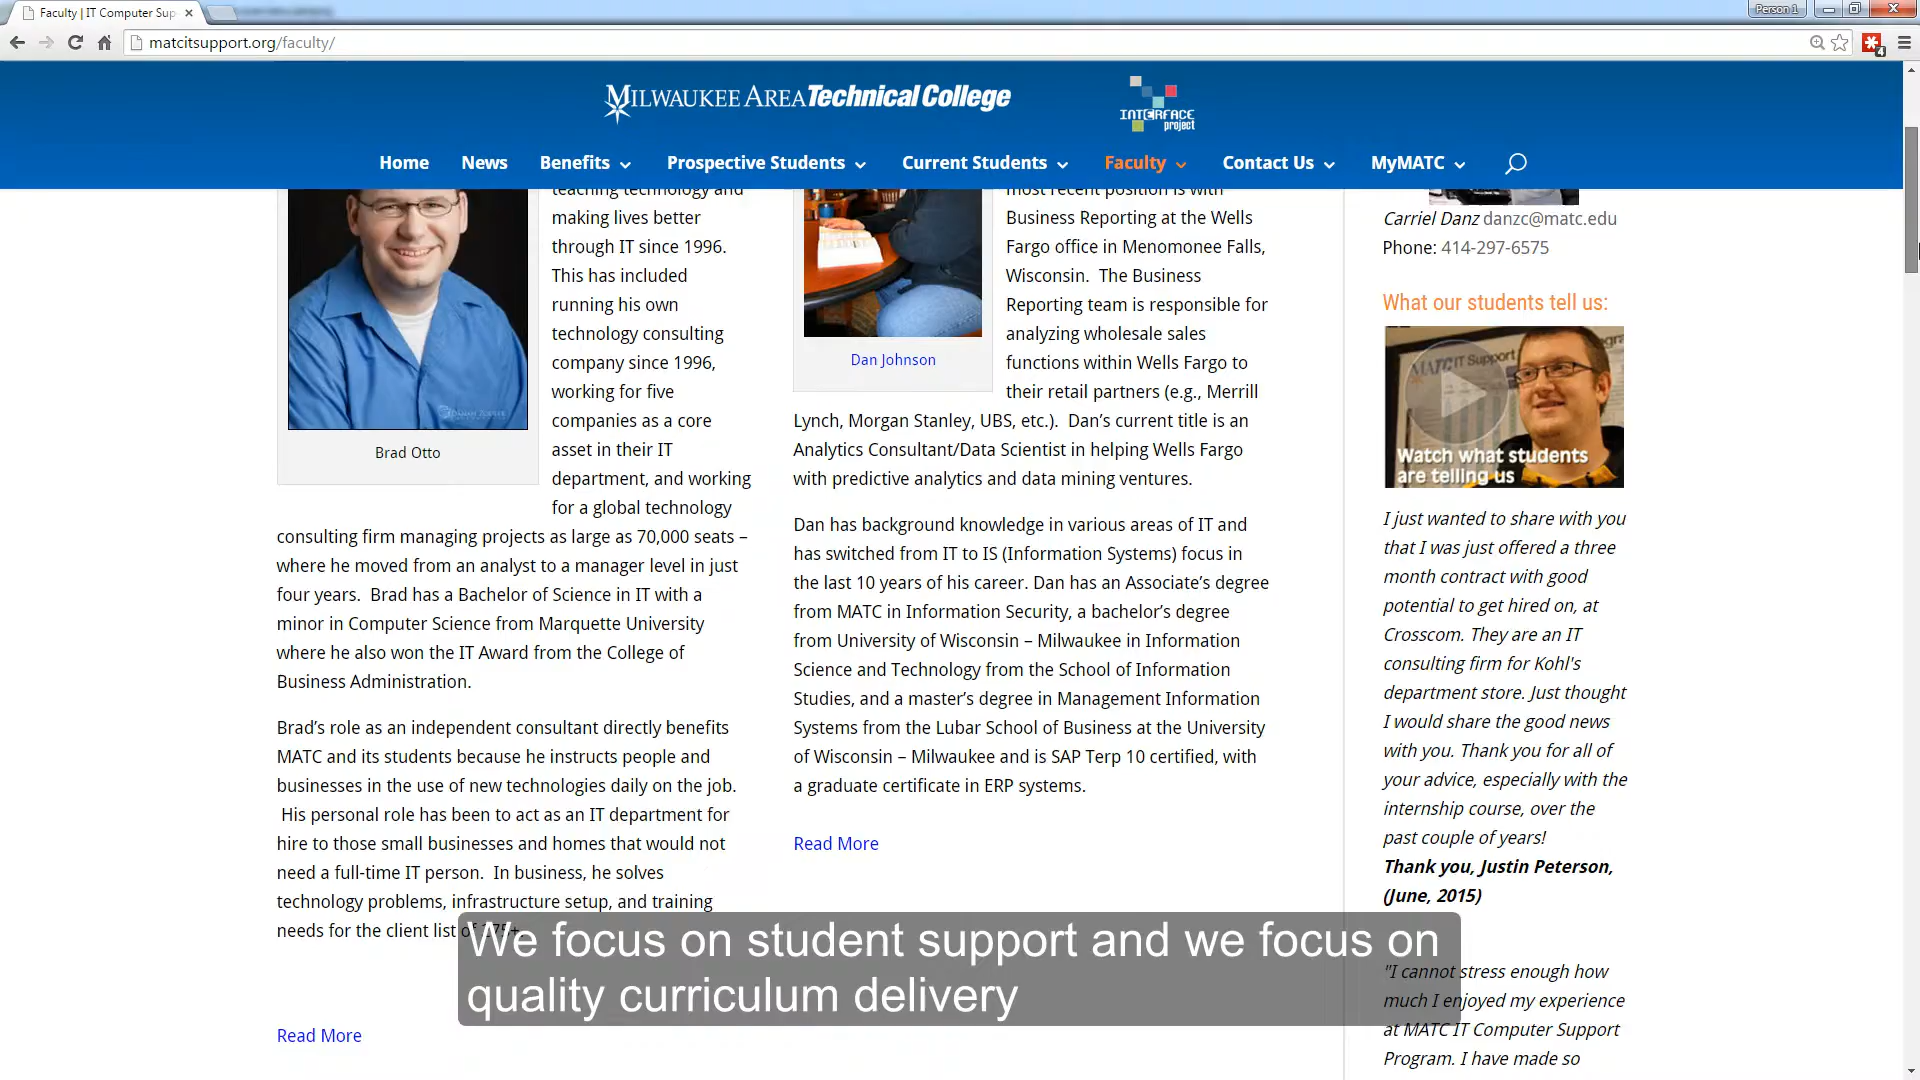 Faculty | IT Computer Sup
Person 1
matcitsupport.org/faculty/
4
MILWAUKEE AREA Technical College
INTERFACE
project
Home News Benefits Prospective Students Current Students Faculty Contact Us MyMATC
teaching technology and
making lives better
through IT since 1996.
This has included
running his own
technology consulting
company since 1996,
working for five
companies as a core
asset in their IT
department, and working
for a global technology
Brad Otto
consulting firm managing projects as large as 70,000 seats –
where he moved from an analyst to a manager level in just
four years. Brad has a Bachelor of Science in IT with a
minor in Computer Science from Marquette University
where he also won the IT Award from the College of
Business Administration.
Brad’s role as an independent consultant directly benefits
MATC and its students because he instructs people and
businesses in the use of new technologies daily on the job.
His personal role has been to act as an IT department for
hire to those small businesses and homes that would not
need a full-time IT person. In business, he solves
technology problems, infrastructure setup, and training
needs for the client list of 175+.
Read More
most recent position is with
Business Reporting at the Wells
Fargo office in Menomonee Falls,
Wisconsin. The Business
Reporting team is responsible for
analyzing wholesale sales
functions within Wells Fargo to
their retail partners (e.g., Merrill
Dan Johnson
Lynch, Morgan Stanley, UBS, etc.). Dan’s current title is an
Analytics Consultant/Data Scientist in helping Wells Fargo
with predictive analytics and data mining ventures.
Dan has background knowledge in various areas of IT and
has switched from IT to IS (Information Systems) focus in
the last 10 years of his career. Dan has an Associate’s degree
from MATC in Information Security, a bachelor’s degree
from University of Wisconsin – Milwaukee in Information
Science and Technology from the School of Information
Studies, and a master’s degree in Management Information
Systems from the Lubar School of Business at the University
of Wisconsin – Milwaukee and is SAP Terp 10 certified, with
a graduate certificate in ERP systems.
Read More
Carriel Danz danzc@matc.edu
Phone: 414-297-6575
What our students tell us:
MATC IT Support
Watch what students
are telling us
I just wanted to share with you
that I was just offered a three
month contract with good
potential to get hired on, at
Crosscom. They are an IT
consulting firm for Kohl's
department store. Just thought
I would share the good news
with you. Thank you for all of
your advice, especially with the
internship course, over the
past couple of years!
Thank you, Justin Peterson,
(June, 2015)
"I cannot stress enough how
much I enjoyed my experience
at MATC IT Computer Support
Program. I have made so
We focus on student support and we focus on
quality curriculum delivery